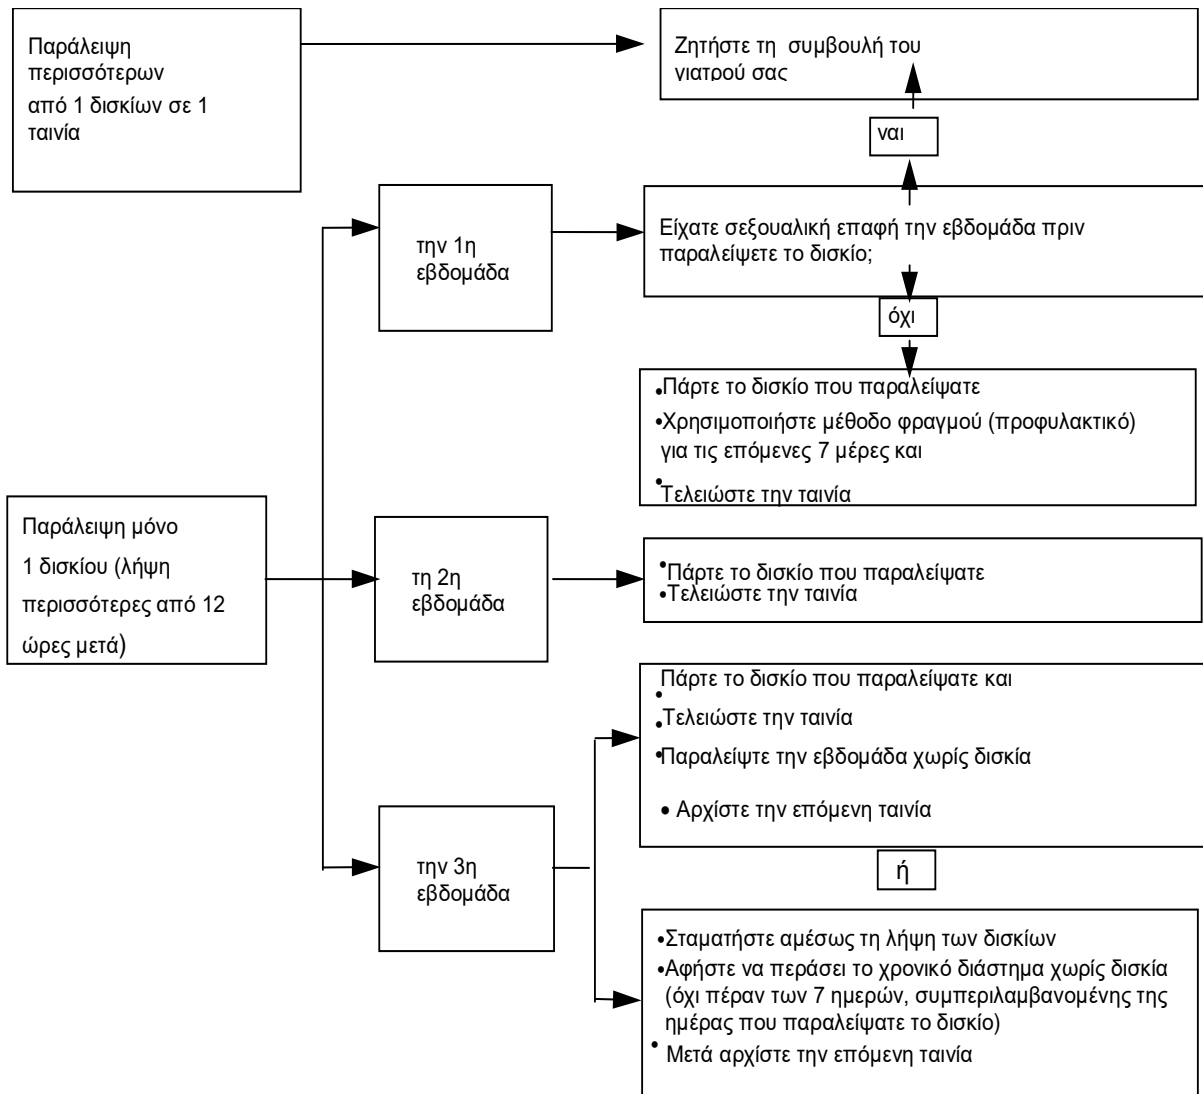 Παράλειψη
περισσότερων
από 1 δισκίων σε 1
ταινία
Ζητήστε τη συμβουλή του
γιατρού σας
ναι
την 1η
εβδομάδα
Είχατε σεξουαλική επαφή την εβδομάδα πριν
παραλείψετε το δισκίο;
όχι
•Πάρτε το δισκίο που παραλείψατε
•Χρησιμοποιήστε μέθοδο φραγμού (προφυλακτικό)
για τις επόμενες 7 μέρες και
•Τελειώστε την ταινία
Παράλειψη μόνο
1 δισκίου (λήψη
περισσότερες από 12
ώρες μετά)
τη 2η
εβδομάδα
•Πάρτε το δισκίο που παραλείψατε
•Τελειώστε την ταινία
την 3η
εβδομάδα
•Πάρτε το δισκίο που παραλείψατε και
•Τελειώστε την ταινία
•Παραλείψτε την εβδομάδα χωρίς δισκία
• Αρχίστε την επόμενη ταινία
ή
•Σταματήστε αμέσως τη λήψη των δισκίων
•Αφήστε να περάσει το χρονικό διάστημα χωρίς δισκία
(όχι πέραν των 7 ημερών, συμπεριλαμβανομένης της
ημέρας που παραλείψατε το δισκίο)
• Μετά αρχίστε την επόμενη ταινία